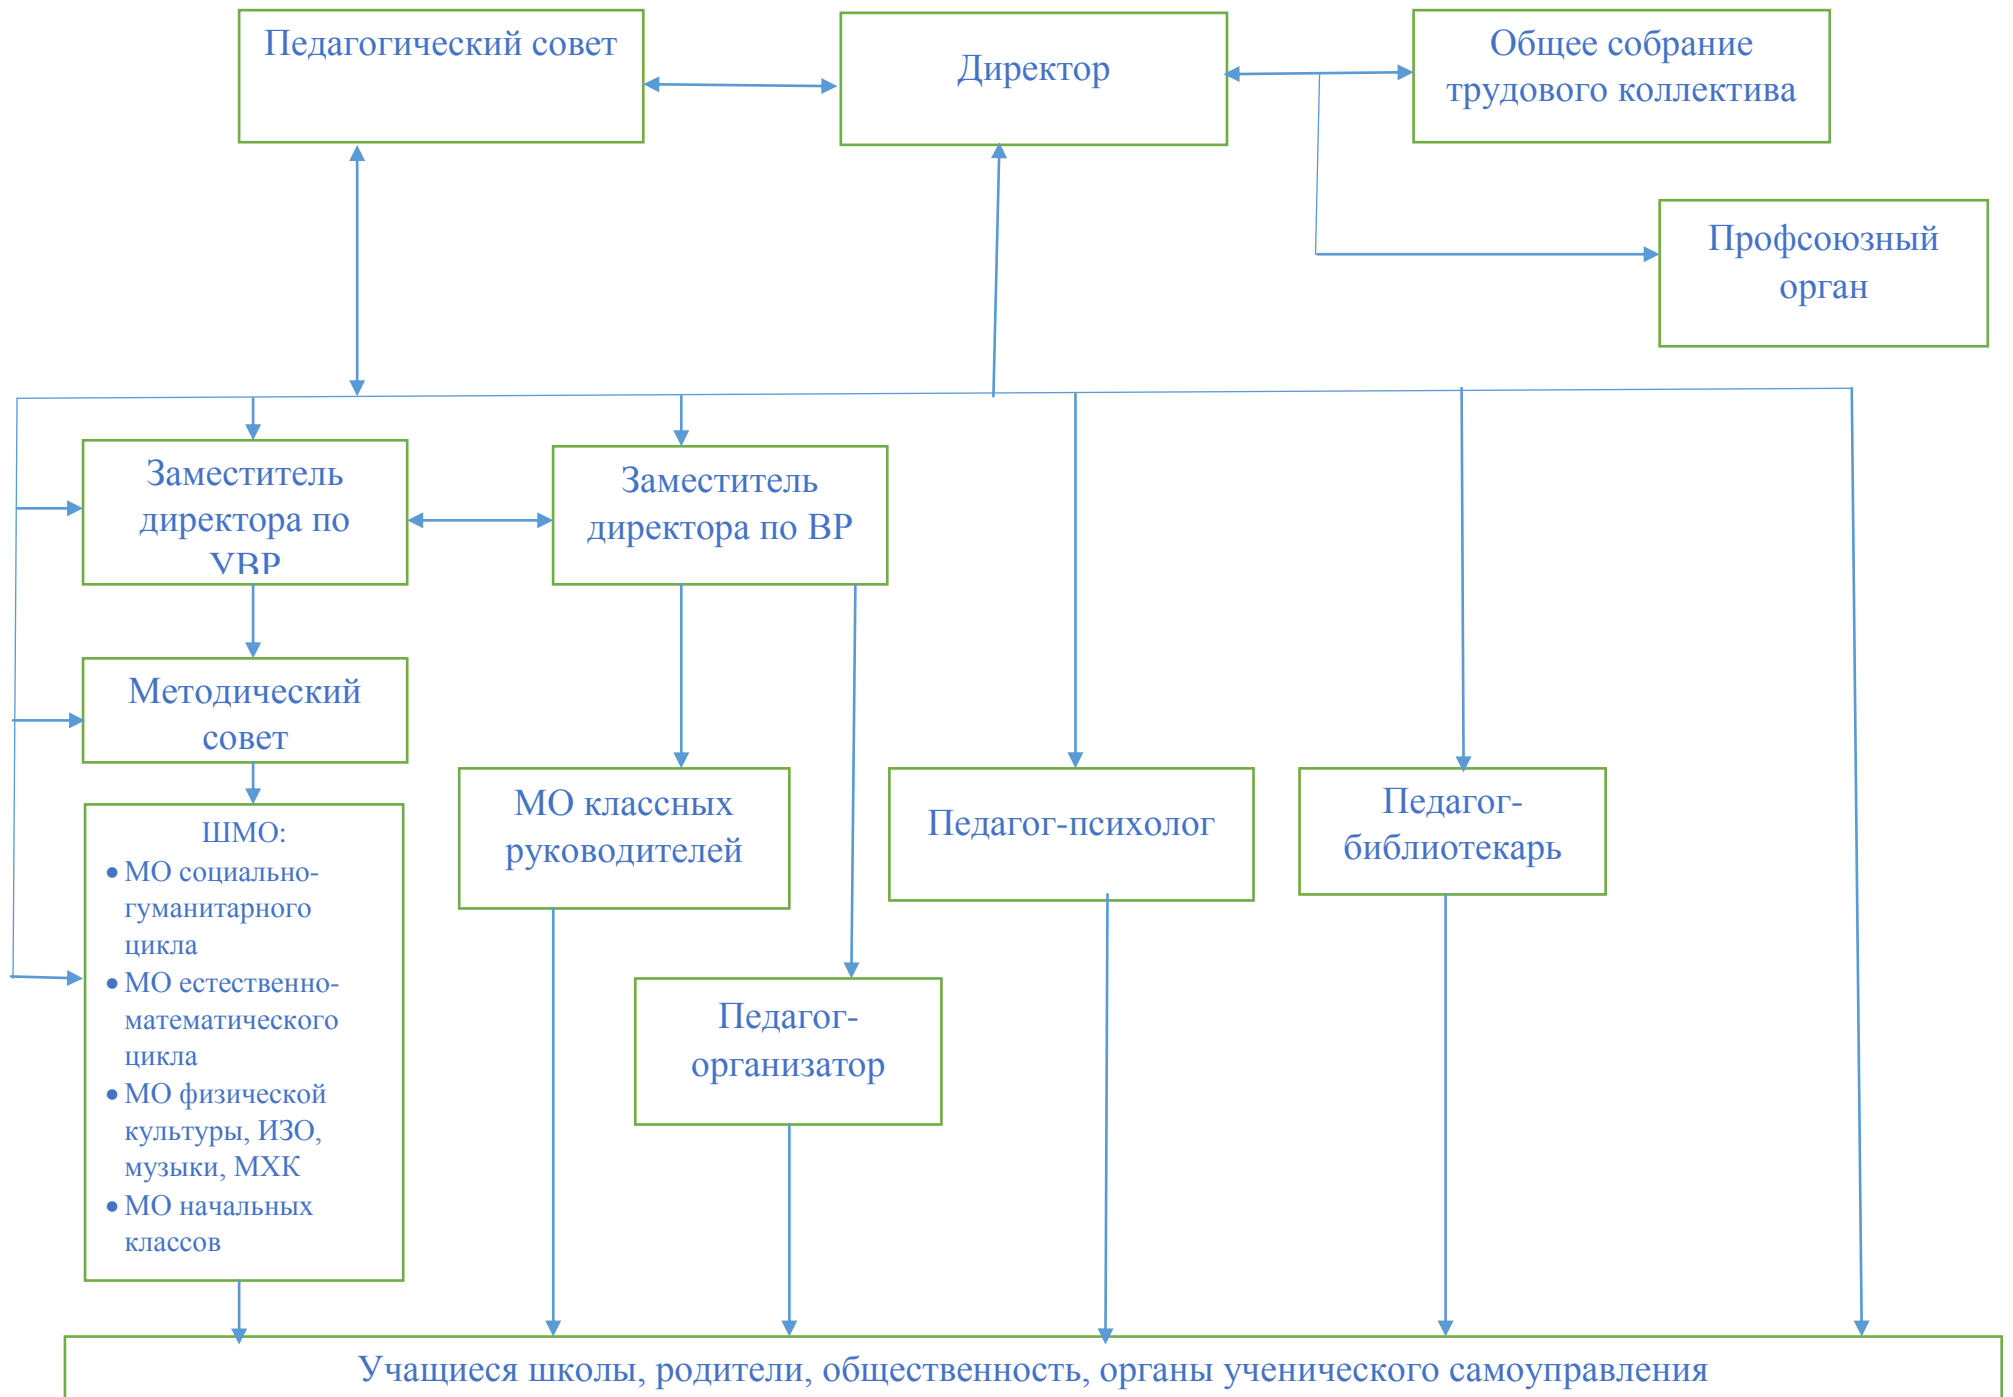 Педагогический совет
Директор
Общее собрание
трудового коллектива
Профсоюзный
орган
Заместитель
директора по
УВР
Заместитель
директора по ВР
Методический
совет
ШМО:
• МО социально-
гуманитарного
цикла
• МО естественно-
математического
цикла
• МО физической
культуры, ИЗО,
музыки, МХК
• МО начальных
классов
МО классных
руководителей
Педагог-психолог
Педагог-
библиотекарь
Педагог-
организатор
Учащиеся школы, родители, общественность, органы ученического самоуправления